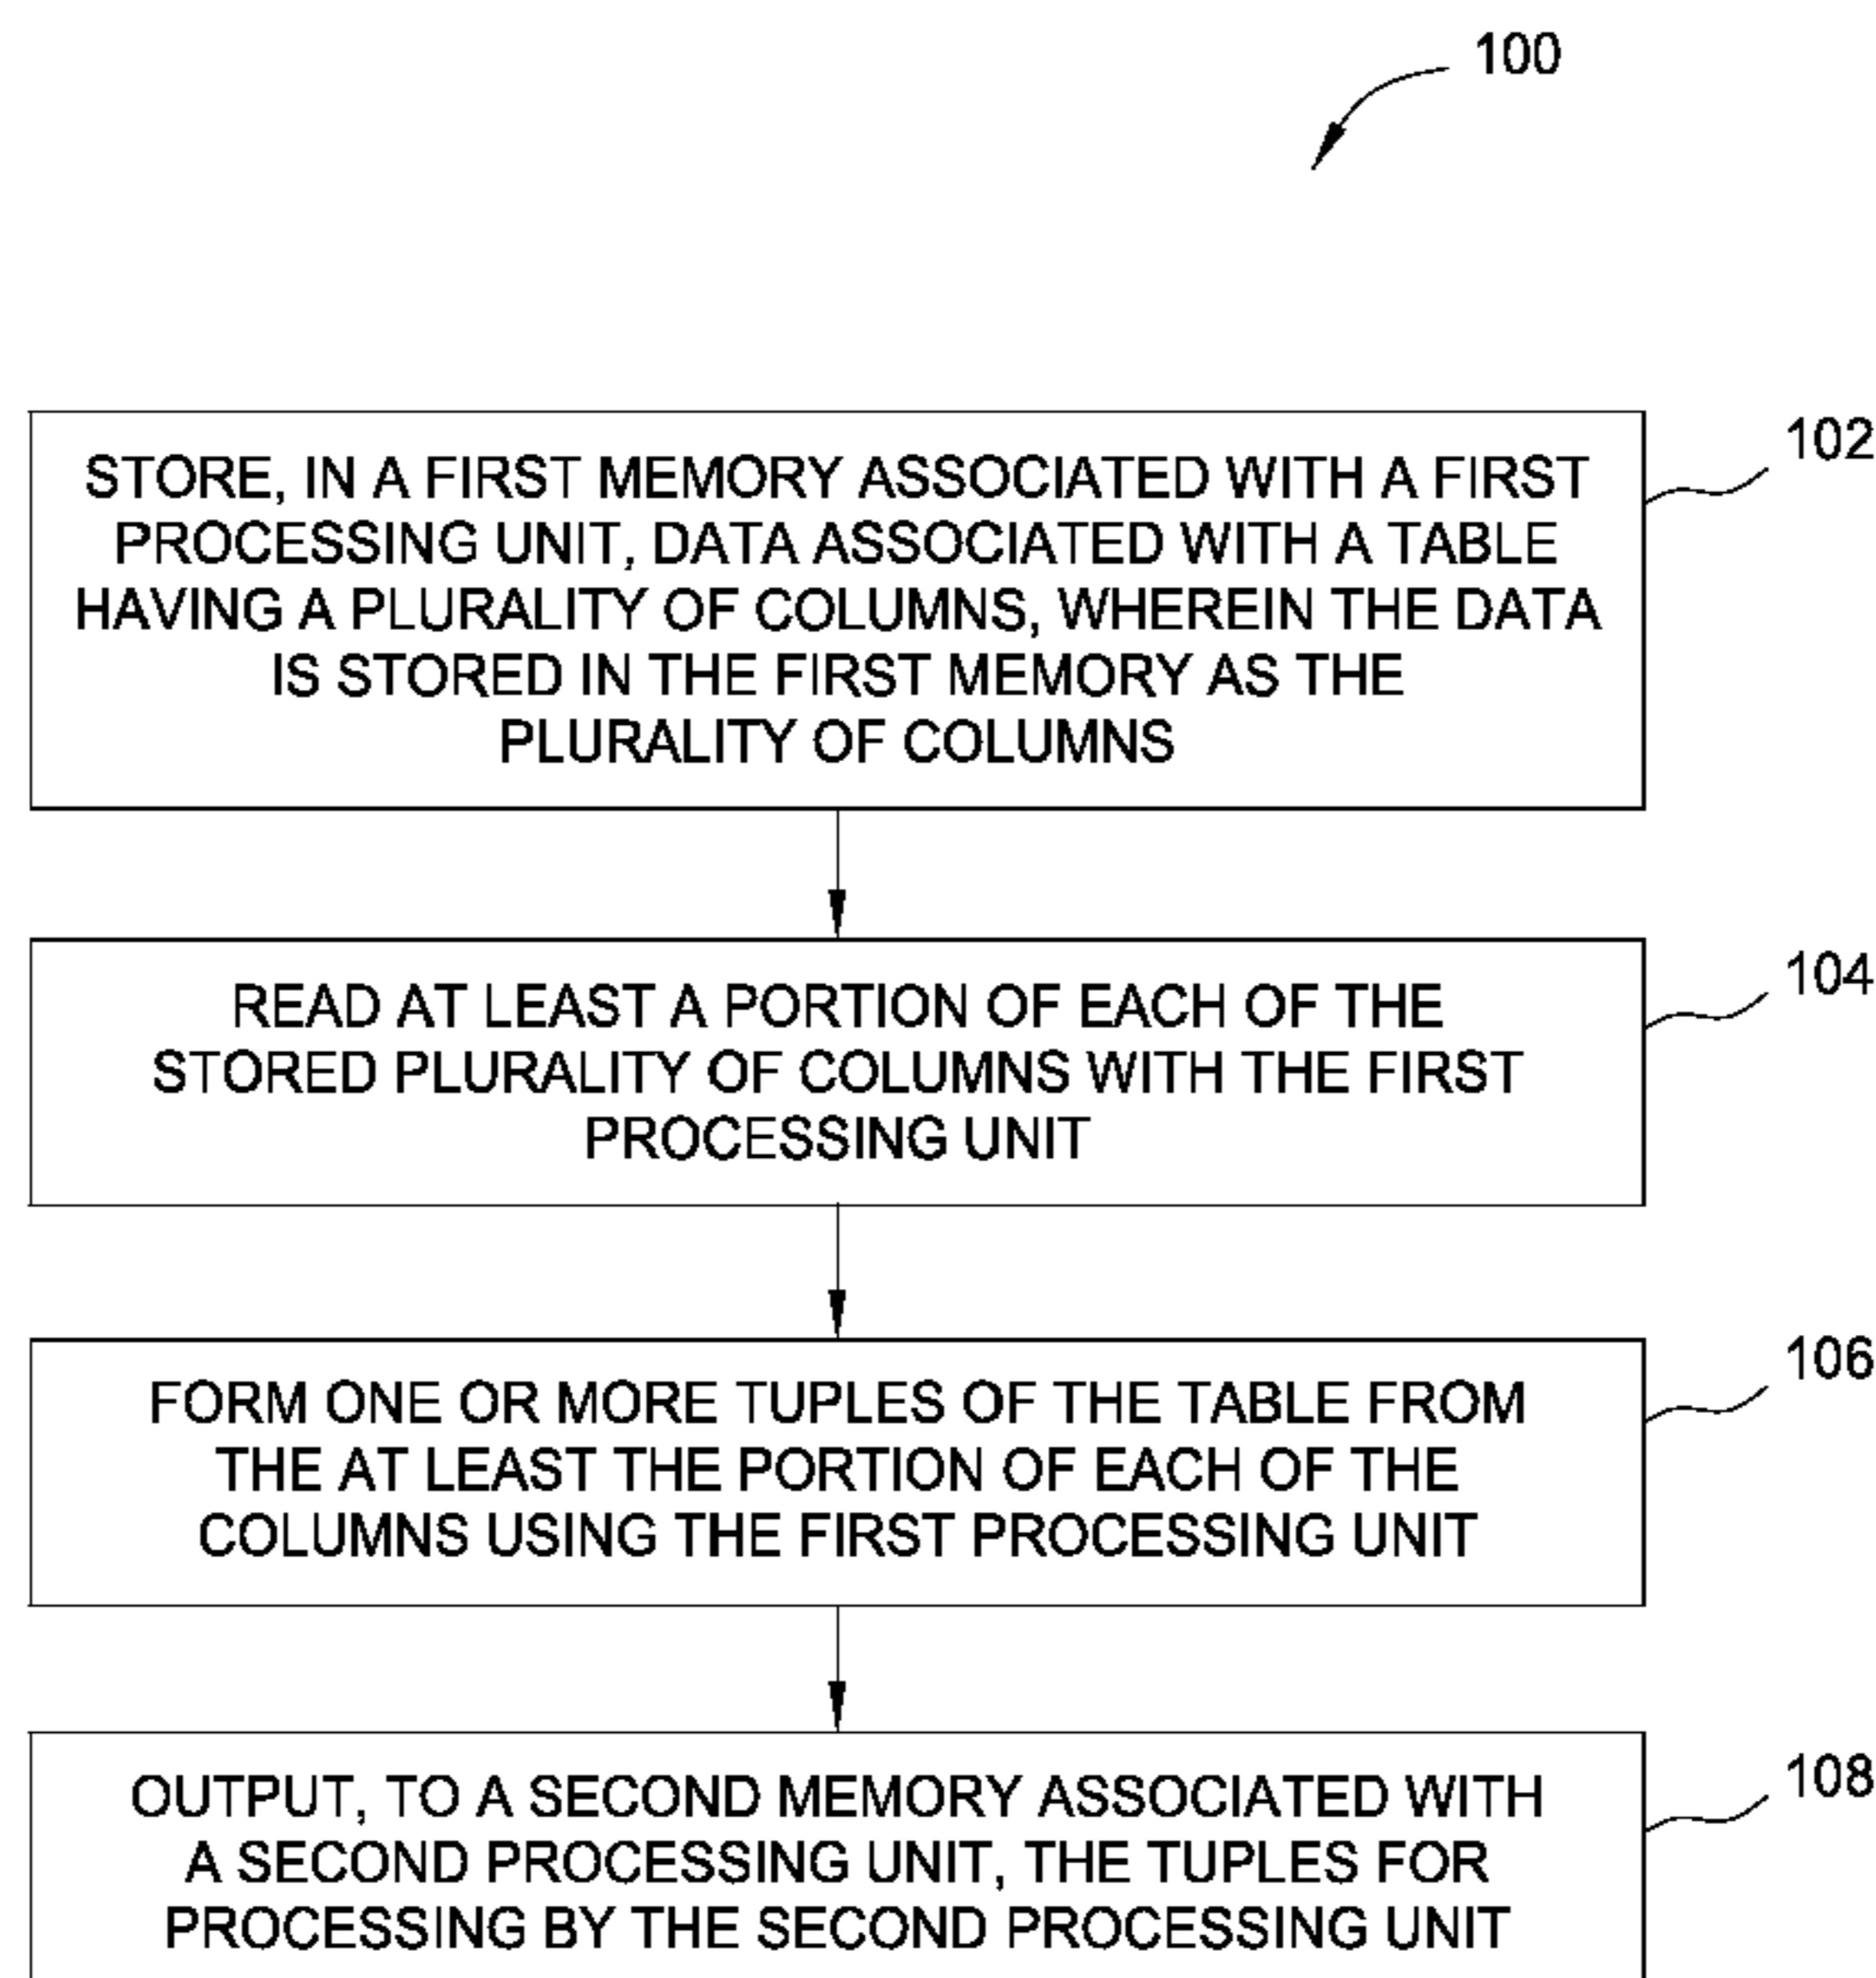 100
STORE, IN A FIRST MEMORY ASSOCIATED WITH A FIRST
PROCESSING UNIT, DATA ASSOCIATED WITH A TABLE
HAVING A PLURALITY OF COLUMNS, WHEREIN THE DATA
IS STORED IN THE FIRST MEMORY AS THE
PLURALITY OF COLUMNS
102
READ AT LEAST A PORTION OF EACH OF THE
STORED PLURALITY OF COLUMNS WITH THE FIRST
PROCESSING UNIT
104
FORM ONE OR MORE TUPLES OF THE TABLE FROM
THE AT LEAST THE PORTION OF EACH OF THE
COLUMNS USING THE FIRST PROCESSING UNIT
106
OUTPUT, TO A SECOND MEMORY ASSOCIATED WITH
A SECOND PROCESSING UNIT, THE TUPLES FOR
PROCESSING BY THE SECOND PROCESSING UNIT
108